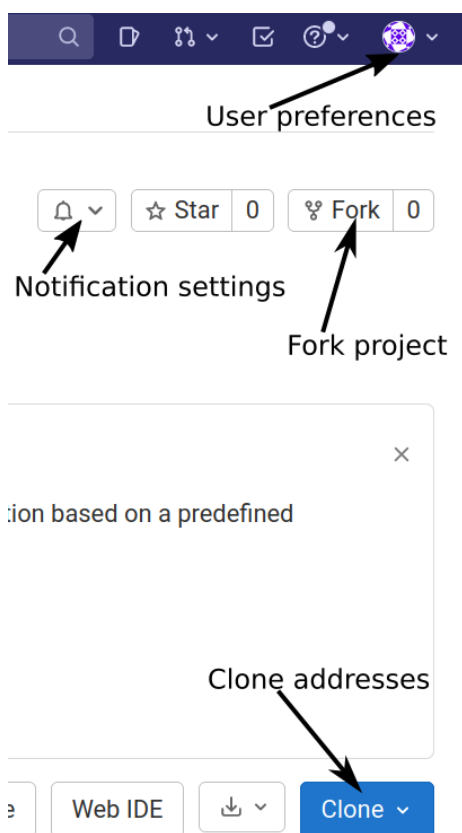 User preferences
Star 0 Fork 0
Notification settings
Fork project
tion based on a predefined
Clone addresses
e Web IDE Clone